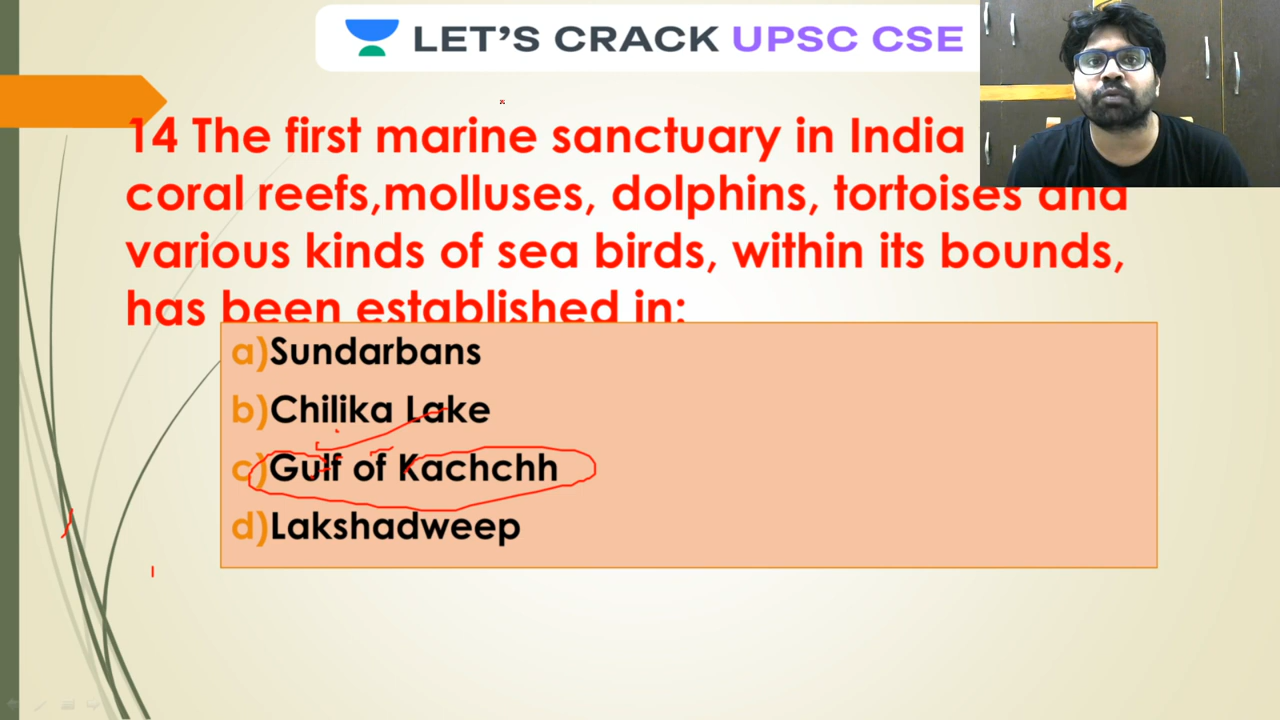 LET'S CRACK UPSC CSE
14 The first marine sanctuary in India
coral reefs,molluses, dolphins, tortoises and
various kinds of sea birds, within its bounds,
has been established in:
a)Sundarbans
b)Chilika Lake
c)Gulf of Kachchh
d)Lakshadweep